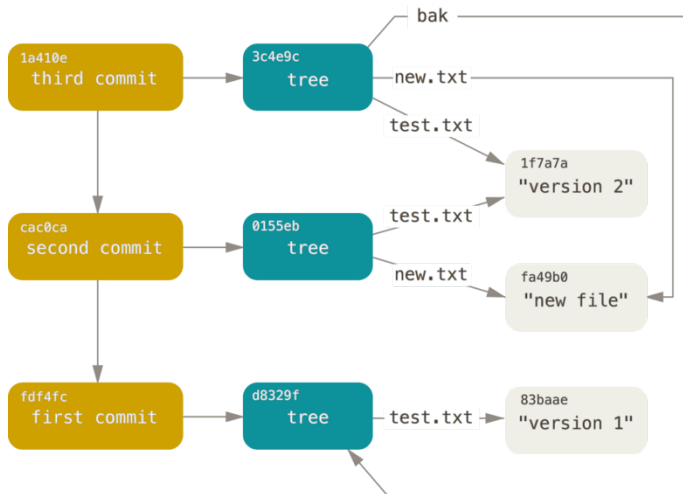 bak
1a410e
third commit
3c4e9c
tree
new.txt
test.txt
1f7a7a
"version 2"
cac0ca
second commit
0155eb
tree
test.txt
new.txt
fa49b0
"new file"
fdf4fc
first commit
d8329f
tree
test.txt
83baae
"version 1"